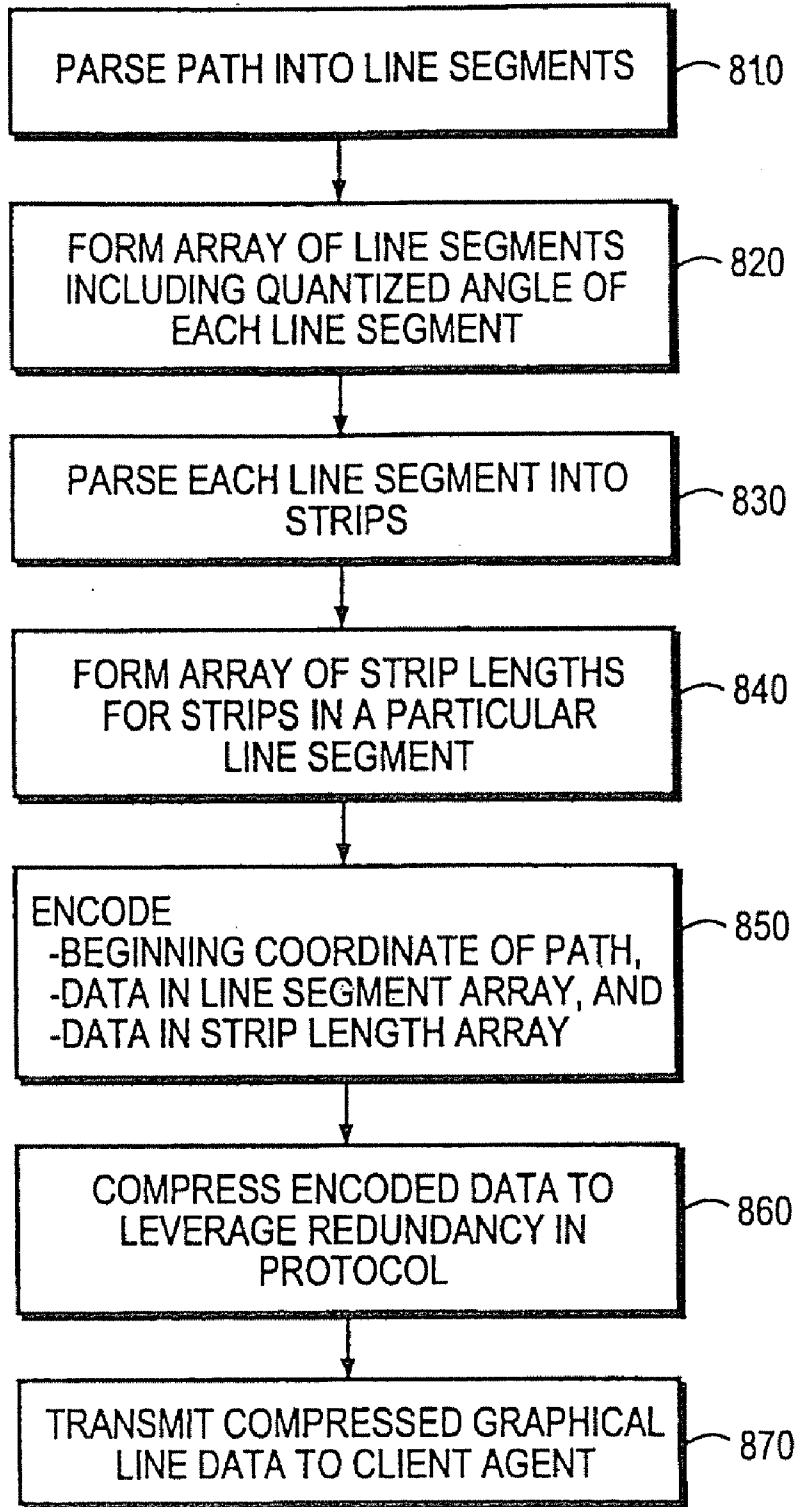 PARSE PATH INTO LINE SEGMENTS
810
FORM ARRAY OF LINE SEGMENTS
INCLUDING QUANTIZED ANGLE OF
EACH LINE SEGMENT
820
PARSE EACH LINE SEGMENT INTO
STRIPS
830
FORM ARRAY OF STRIP LENGTHS
FOR STRIPS IN A PARTICULAR
LINE SEGMENT
840
ENCODE
-BEGINNING COORDINATE OF PATH,
-DATA IN LINE SEGMENT ARRAY, AND
-DATA IN STRIP LENGTH ARRAY
850
COMPRESS ENCODED DATA TO
LEVERAGE REDUNDANCY IN
PROTOCOL
860
TRANSMIT COMPRESSED GRAPHICAL
LINE DATA TO CLIENT AGENT
870